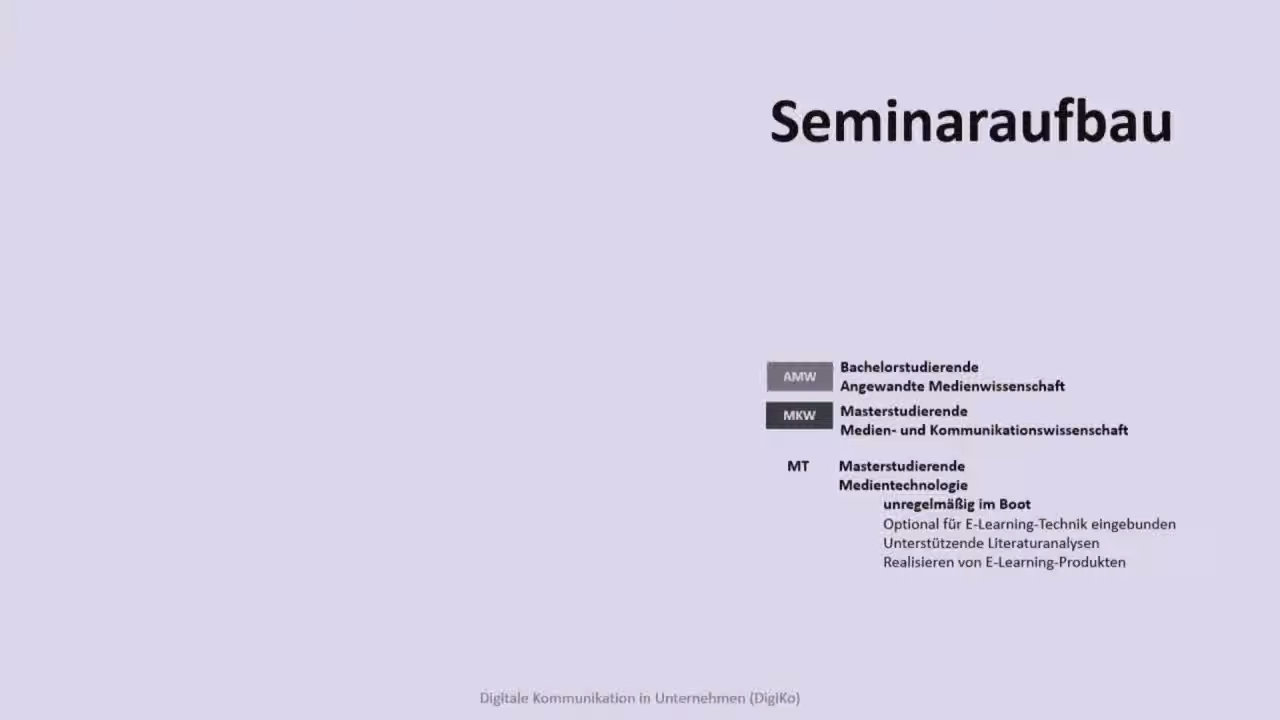 Seminaraufbau
AMW
Bachelorstudierende
Angewandte Medienwissenschaft
MKW
Masterstudierende
Medien- und Kommunikationswissenschaft
MT
Masterstudierende
Medientechnologie
unregelmäßig im Boot
Optional für E-Learning-Technik eingebunden
Unterstützende Literaturanalysen
Realisieren von E-Learning-Produkten
Digitale Kommunikation in Unternehmen (DigiKo)